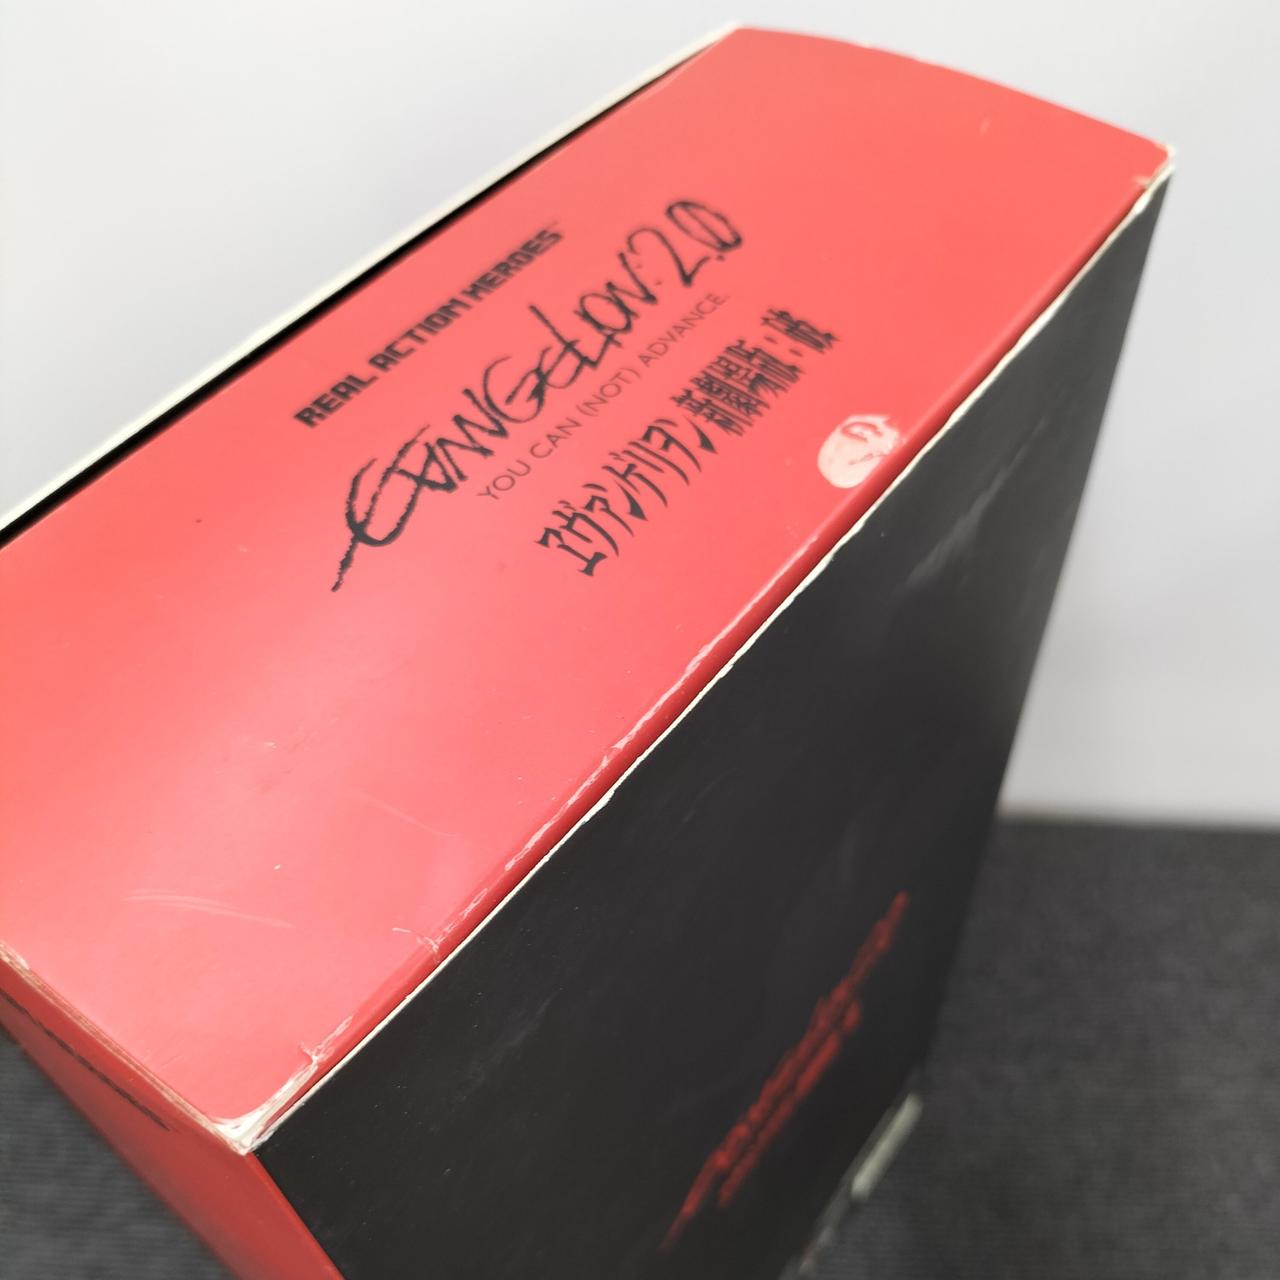 REAL ACTION HEROES™
EVANGELION:2.0
YOU CAN (NOT) ADVANCE.
ヱヴァンゲリヲン新劇場版:破